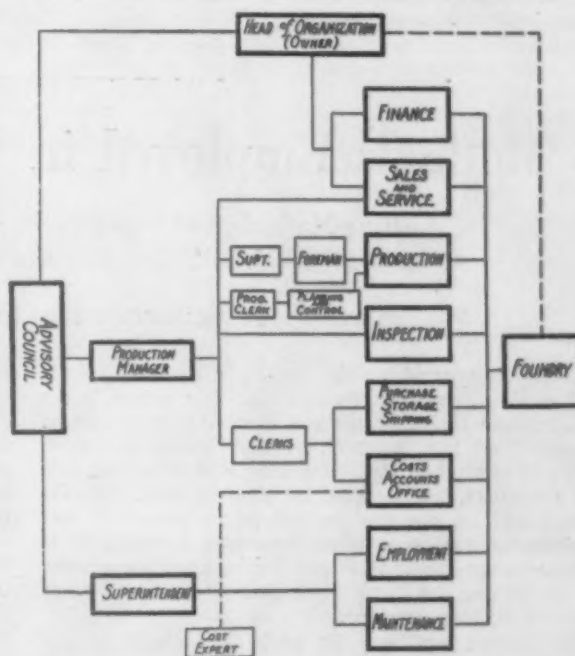 HEAD of ORGANIZATION
(OWNER)
FINANCE
SALES
AND
SERVICE
SUPT.
FOREMAN
PRODUCTION
PROD.
CLERK
PLANNING
AND
CONTROL
INSPECTION
ADVISORY
COUNCIL
PRODUCTION
MANAGER
FOUNDRY
PURCHASE
STORAGE
SHIPPING
CLERKS
COSTS
ACCOUNTS
OFFICE
EMPLOYMENT
SUPERINTENDENT
MAINTENANCE
COST
EXPERT